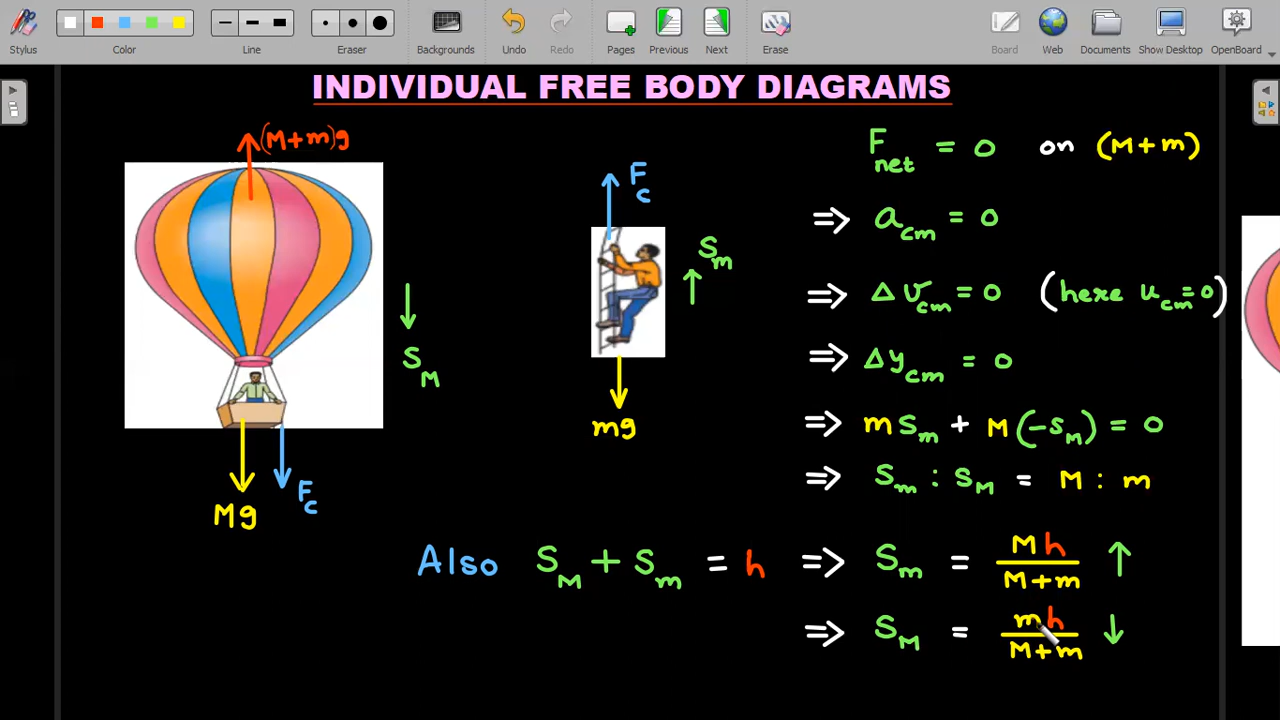 Stylus Color Line Eraser Backgrounds Undo Redo Pages Previous Next Erase Board Web Documents Show Desktop OpenBoard
INDIVIDUAL FREE BODY DIAGRAMS
(M+m)g
S_M
Mg
F_c
F_c
S_m
mg
F_net = 0 on (M+m)
⇒ a_cm = 0
⇒ Δv_cm = 0 (here u_cm = 0)
⇒ Δy_cm = 0
⇒ m S_m + M (-S_M) = 0
⇒ S_m : S_M = M : m
Also S_M + S_m = h ⇒ S_m = Mh/(M+m) ↑
⇒ S_M = mh/(M+m) ↓